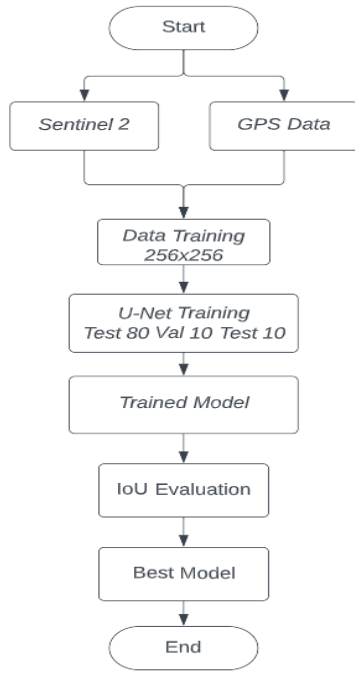 Start
Sentinel 2
GPS Data
Data Training
256x256
U-Net Training
Test 80 Val 10 Test 10
Trained Model
IoU Evaluation
Best Model
End